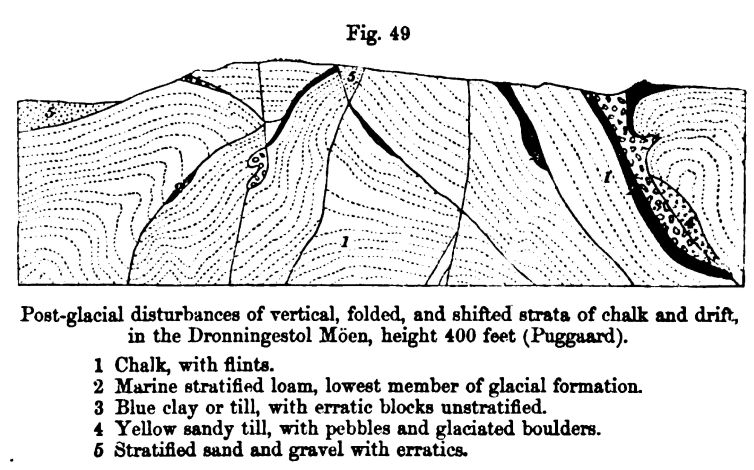 Fig. 49
5
5
1
1
3
4
Post-glacial disturbances of vertical, folded, and shifted strata of chalk and drift,
in the Dronningestol Möen, height 400 feet (Puggaard).
1 Chalk, with flints.
2 Marine stratified loam, lowest member of glacial formation.
3 Blue clay or till, with erratic blocks unstratified.
4 Yellow sandy till, with pebbles and glaciated boulders.
5 Stratified sand and gravel with erratics.